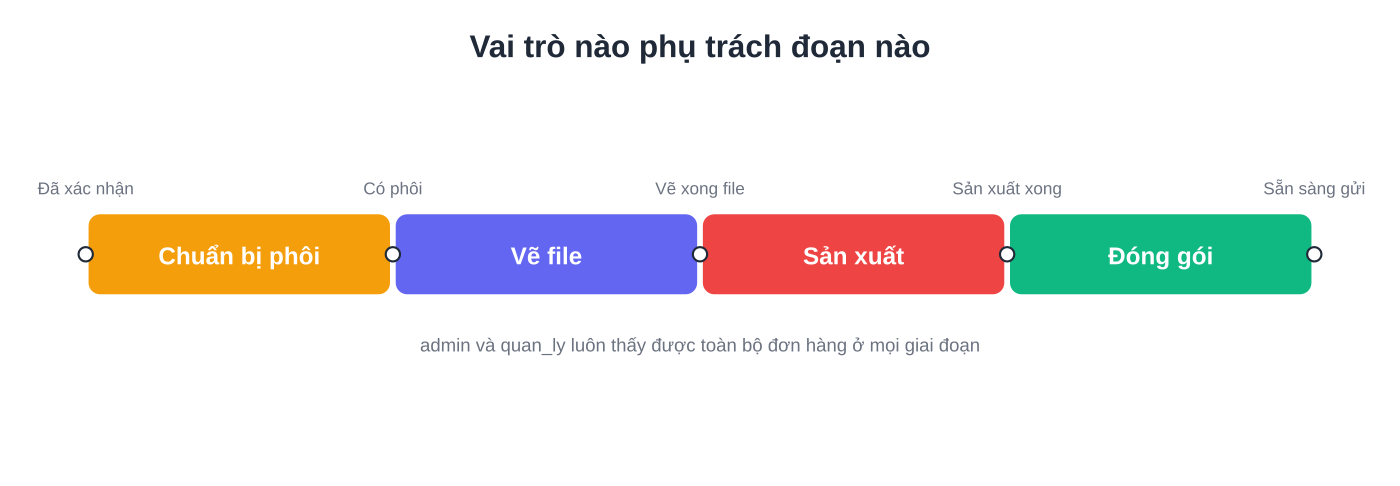 Vai trò nào phụ trách đoạn nào
Đã xác nhận
Có phôi
Vẽ xong file
Sản xuất xong
Sẵn sàng gửi
Chuẩn bị phôi
Vẽ file
Sản xuất
Đóng gói
admin và quan_ly luôn thấy được toàn bộ đơn hàng ở mọi giai đoạn